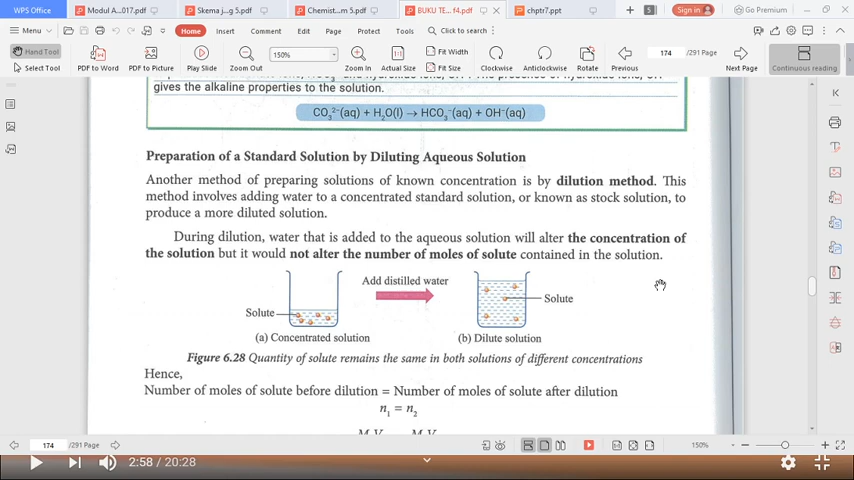 WPS Office
Modul A...017.pdf
Skema j...g 5.pdf
Chemist...m 5.pdf
BUKU TE... f4.pdf
chptr7.ppt
5
Sign in
Go Premium
Menu
Home
Insert
Comment
Edit
Page
Protect
Tools
Click to search
Hand Tool
Select Tool
PDF to Word
PDF to Picture
Play Slide
Zoom Out
150%
Zoom In
Actual Size
Fit Width
Fit Size
Clockwise
Anticlockwise
Rotate
Previous Page
174 /291 Page
Next Page
Continuous reading
gives the alkaline properties to the solution.
CO₃²⁻(aq) + H₂O(l) → HCO₃⁻(aq) + OH⁻(aq)
Preparation of a Standard Solution by Diluting Aqueous Solution
Another method of preparing solutions of known concentration is by dilution method. This
method involves adding water to a concentrated standard solution, or known as stock solution, to
produce a more diluted solution.
During dilution, water that is added to the aqueous solution will alter the concentration of
the solution but it would not alter the number of moles of solute contained in the solution.
Add distilled water
Solute
Solute
(a) Concentrated solution
(b) Dilute solution
Figure 6.28 Quantity of solute remains the same in both solutions of different concentrations
Hence,
Number of moles of solute before dilution = Number of moles of solute after dilution
n₁ = n₂
174 /291 Page
150%
2:58 / 20:28